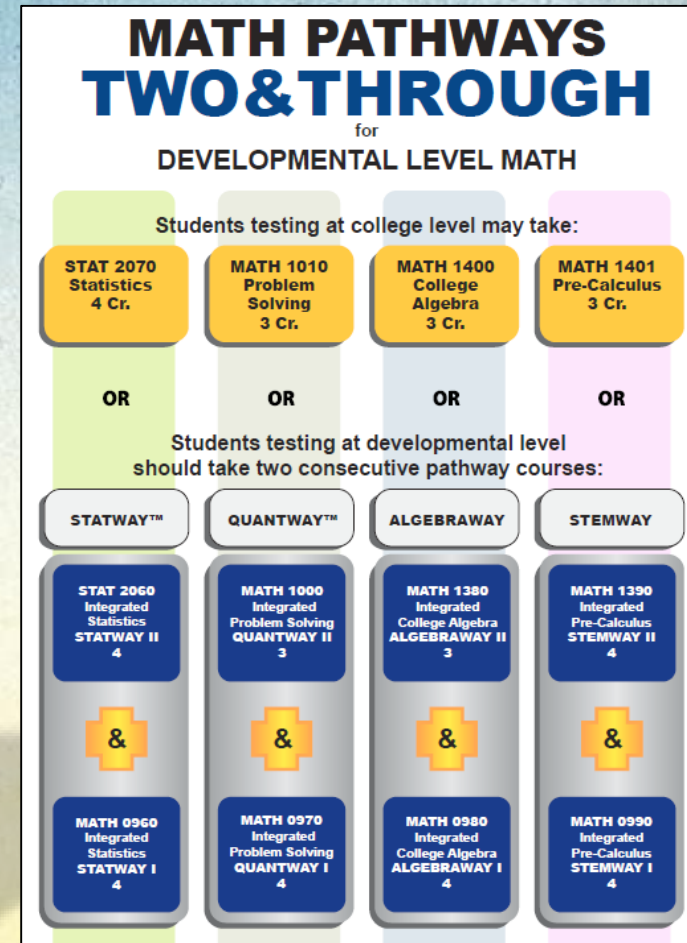 MATH PATHWAYS
TWO&THROUGH
for
DEVELOPMENTAL LEVEL MATH
Students testing at college level may take:
STAT 2070
Statistics
4 Cr.
MATH 1010
Problem
Solving
3 Cr.
MATH 1400
College
Algebra
3 Cr.
MATH 1401
Pre-Calculus
3 Cr.
OR
OR
OR
OR
Students testing at developmental level
should take two consecutive pathway courses:
STATWAY™
QUANTWAY™
ALGEBRAWAY
STEMWAY
STAT 2060
Integrated
Statistics
STATWAY II
4
MATH 1000
Integrated
Problem Solving
QUANTWAY II
3
MATH 1380
Integrated
College Algebra
ALGEBRAWAY II
3
MATH 1390
Integrated
Pre-Calculus
STEMWAY II
4
&
&
&
&
MATH 0960
Integrated
Statistics
STATWAY I
4
MATH 0970
Integrated
Problem Solving
QUANTWAY I
4
MATH 0980
Integrated
College Algebra
ALGEBRAWAY I
4
MATH 0990
Integrated
Pre-Calculus
STEMWAY I
4